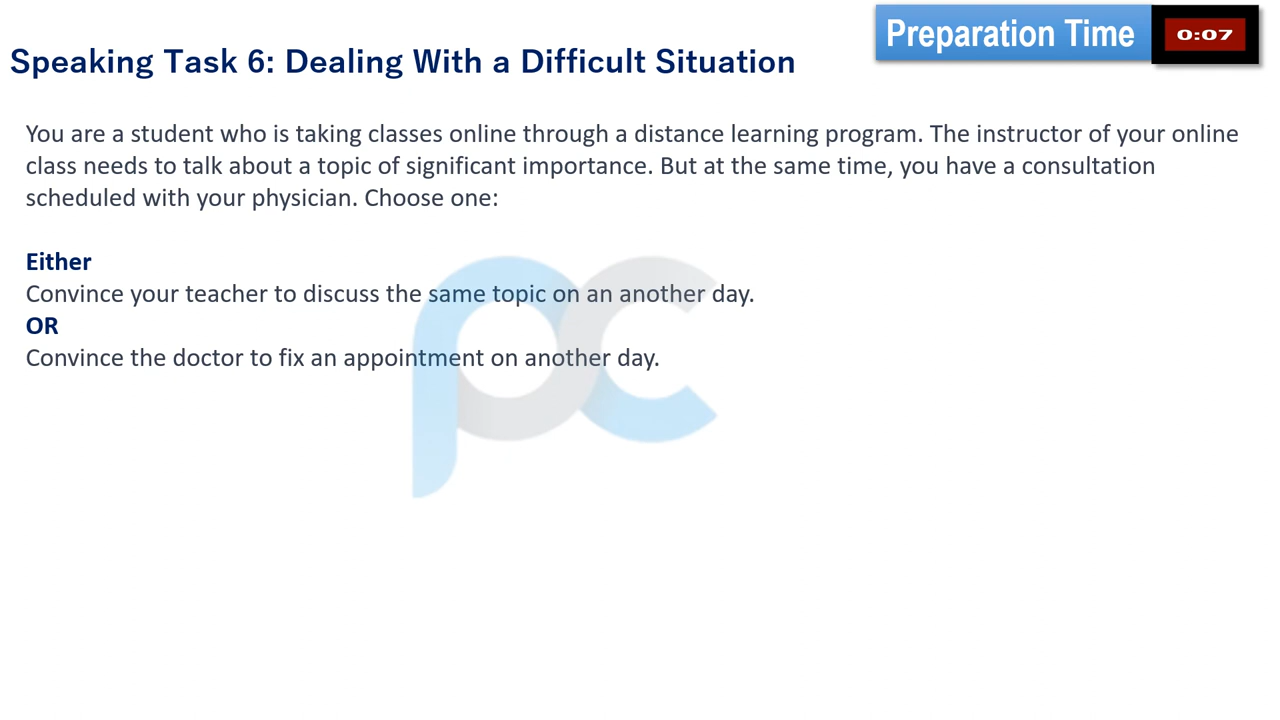 Preparation Time
0:07
Speaking Task 6: Dealing With a Difficult Situation
You are a student who is taking classes online through a distance learning program. The instructor of your online
class needs to talk about a topic of significant importance. But at the same time, you have a consultation
scheduled with your physician. Choose one:
Either
Convince your teacher to discuss the same topic on an another day.
OR
Convince the doctor to fix an appointment on another day.
pc